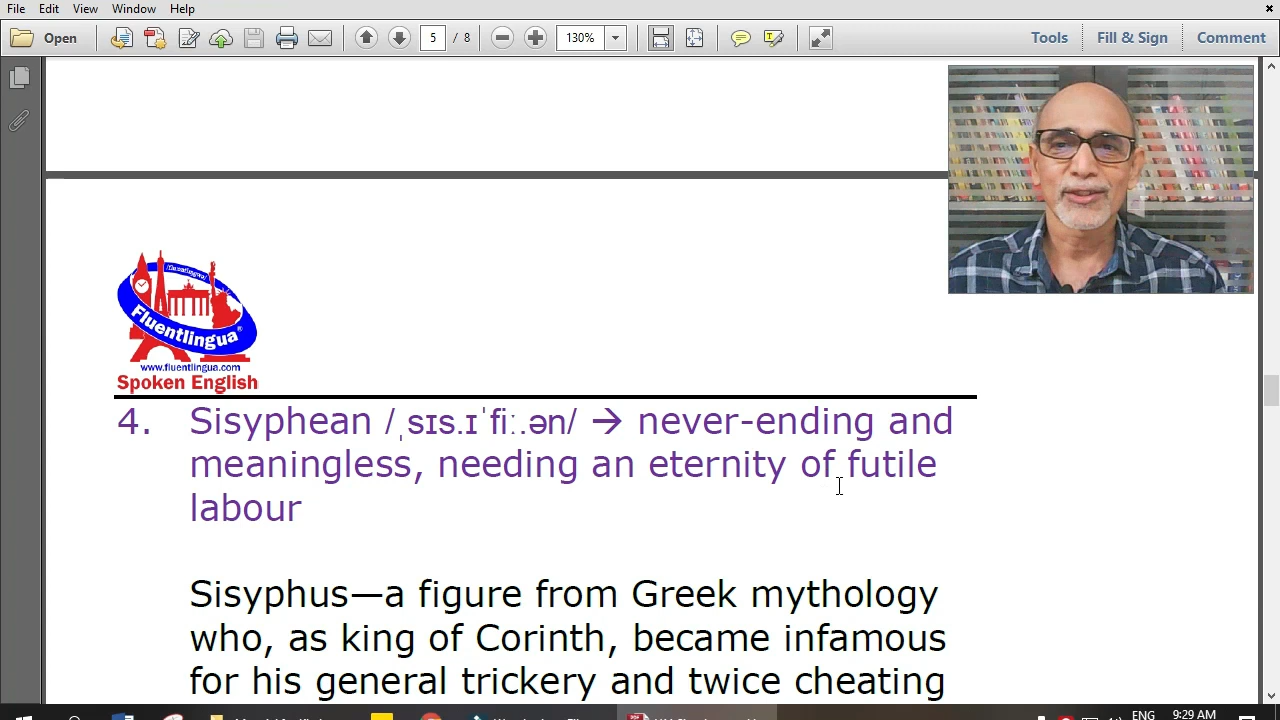 File Edit View Window Help
Open 5 / 8 130% Tools Fill & Sign Comment
Fluentlingua®
www.fluentlingua.com
Spoken English
4. Sisyphean /ˌsɪs.ɪˈfiː.ən/ → never-ending and
meaningless, needing an eternity of futile
labour
Sisyphus—a figure from Greek mythology
who, as king of Corinth, became infamous
for his general trickery and twice cheating
ENG 9:29 AM